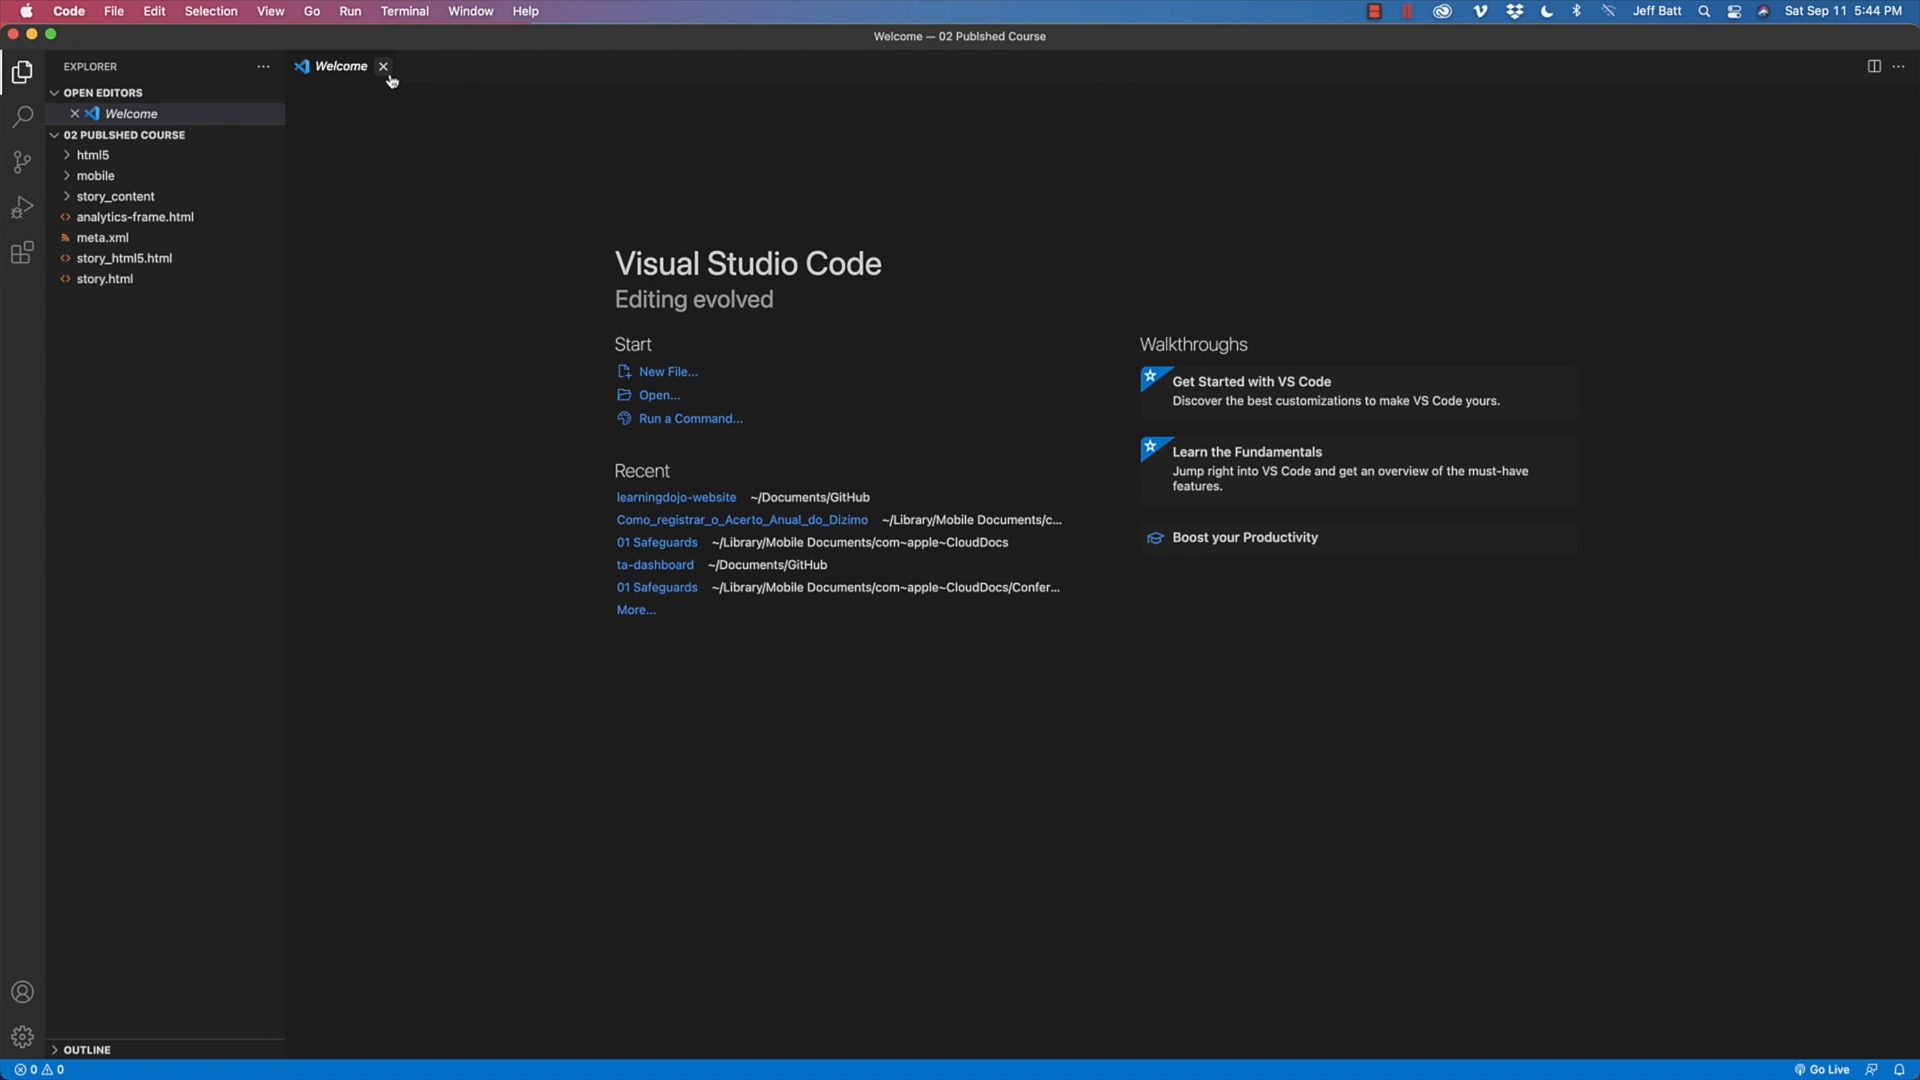 Code File Edit Selection View Go Run Terminal Window Help Jeff Batt Sat Sep 11 5:44 PM
Welcome — 02 Publshed Course
EXPLORER
Welcome
OPEN EDITORS
Welcome
02 PUBLSHED COURSE
html5
mobile
story_content
analytics-frame.html
meta.xml
story_html5.html
story.html
Visual Studio Code
Editing evolved
Start
New File...
Open...
Run a Command...
Recent
learningdojo-website ~/Documents/GitHub
Como_registrar_o_Acerto_Anual_do_Dizimo ~/Library/Mobile Documents/c...
01 Safeguards ~/Library/Mobile Documents/com~apple~CloudDocs
ta-dashboard ~/Documents/GitHub
01 Safeguards ~/Library/Mobile Documents/com~apple~CloudDocs/Confer...
More...
Walkthroughs
Get Started with VS Code
Discover the best customizations to make VS Code yours.
Learn the Fundamentals
Jump right into VS Code and get an overview of the must-have
features.
Boost your Productivity
OUTLINE
0 0
Go Live